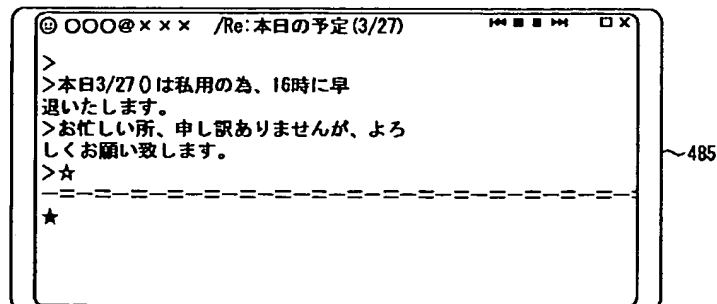 ☺ ○○○@××× /Re:本日の予定(3/27) ⏮ ■ ■ ⏭ □ X
>
>本日3/27()は私用の為、16時に早
退いたします。
>お忙しい所、申し訳ありませんが、よろ
しくお願い致します。
>☆
-=-=-=-=-=-=-=-=-=-=-=-=-=-=-
★
485